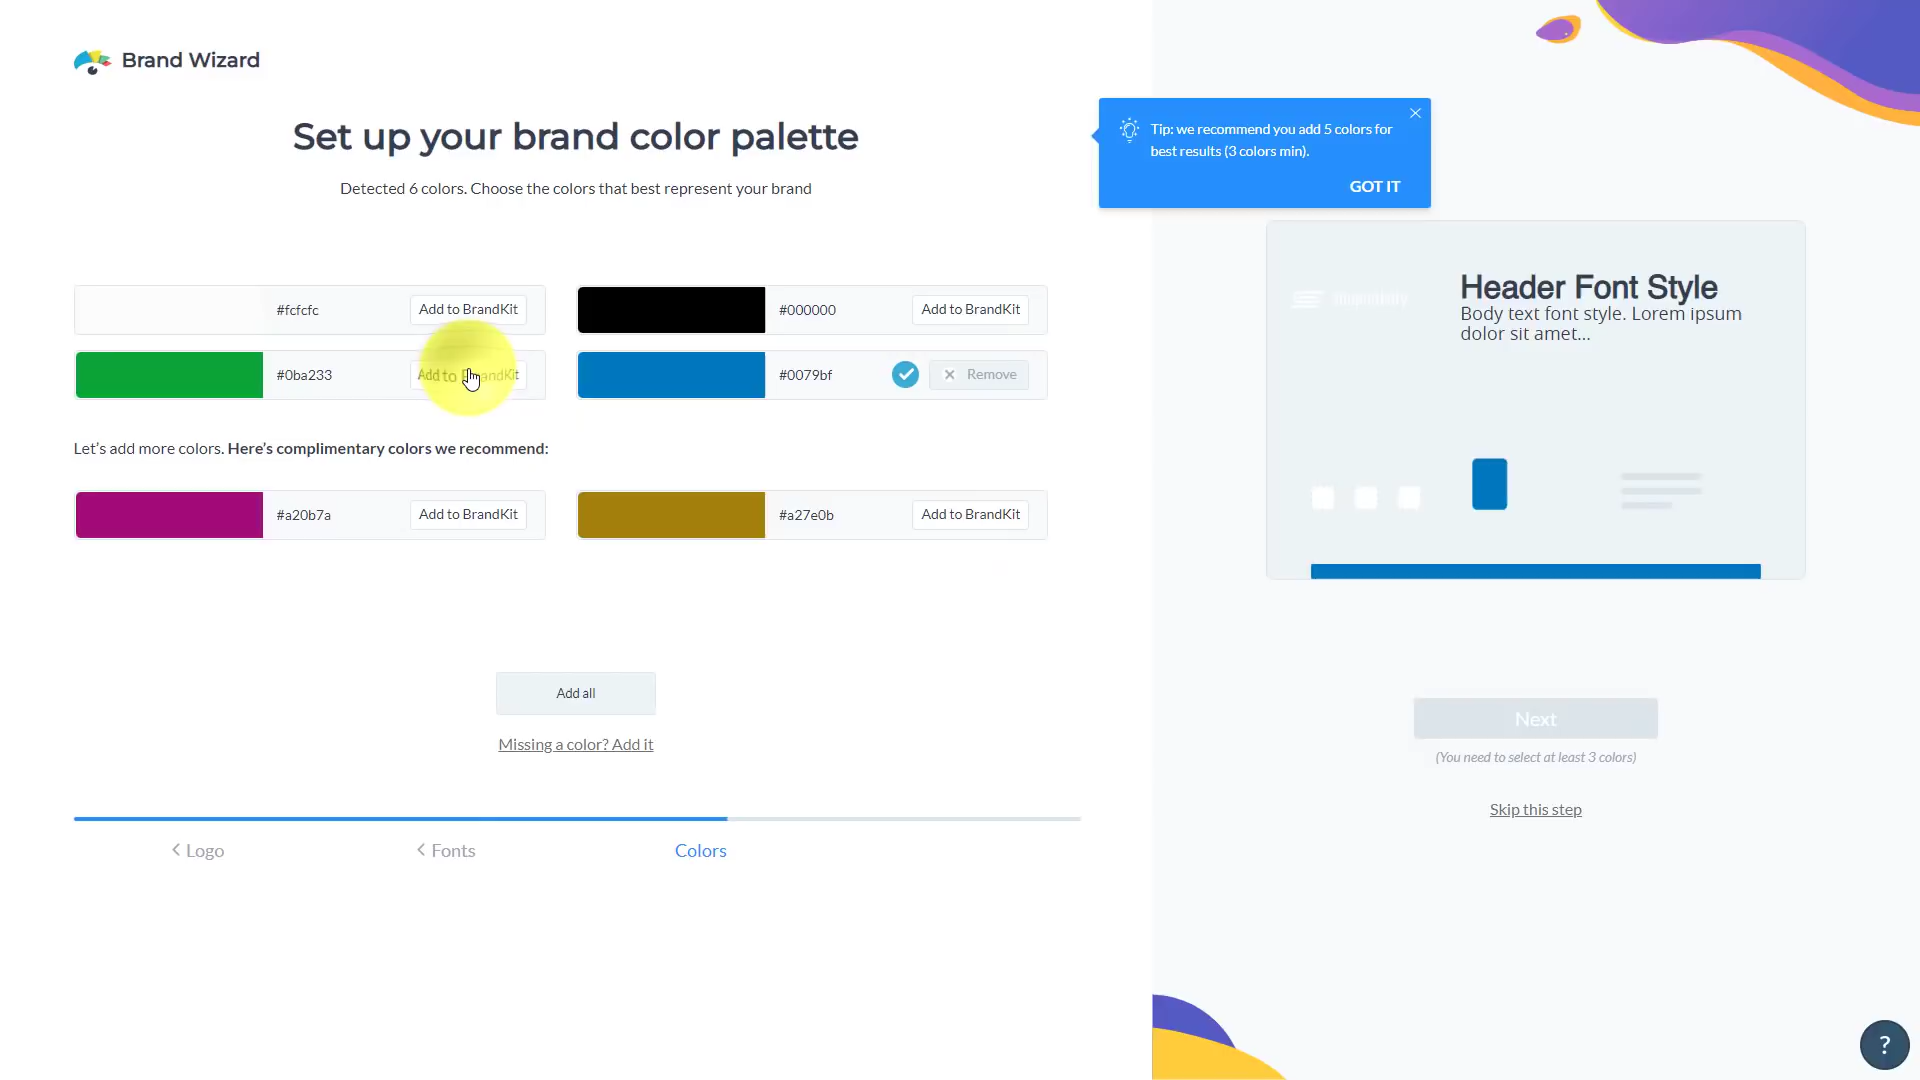 Brand Wizard
Set up your brand color palette
Detected 6 colors. Choose the colors that best represent your brand
Tip: we recommend you add 5 colors for
best results (3 colors min).
GOT IT
#fcfcfc
Add to BrandKit
#000000
Add to BrandKit
#0ba233
Add to BrandKit
#0079bf
Remove
Let's add more colors. Here's complimentary colors we recommend:
#a20b7a
Add to BrandKit
#a27e0b
Add to BrandKit
Add all
Missing a color? Add it
Logo
Fonts
Colors
Header Font Style
Body text font style. Lorem ipsum
dolor sit amet...
Next
(You need to select at least 3 colors)
Skip this step
?